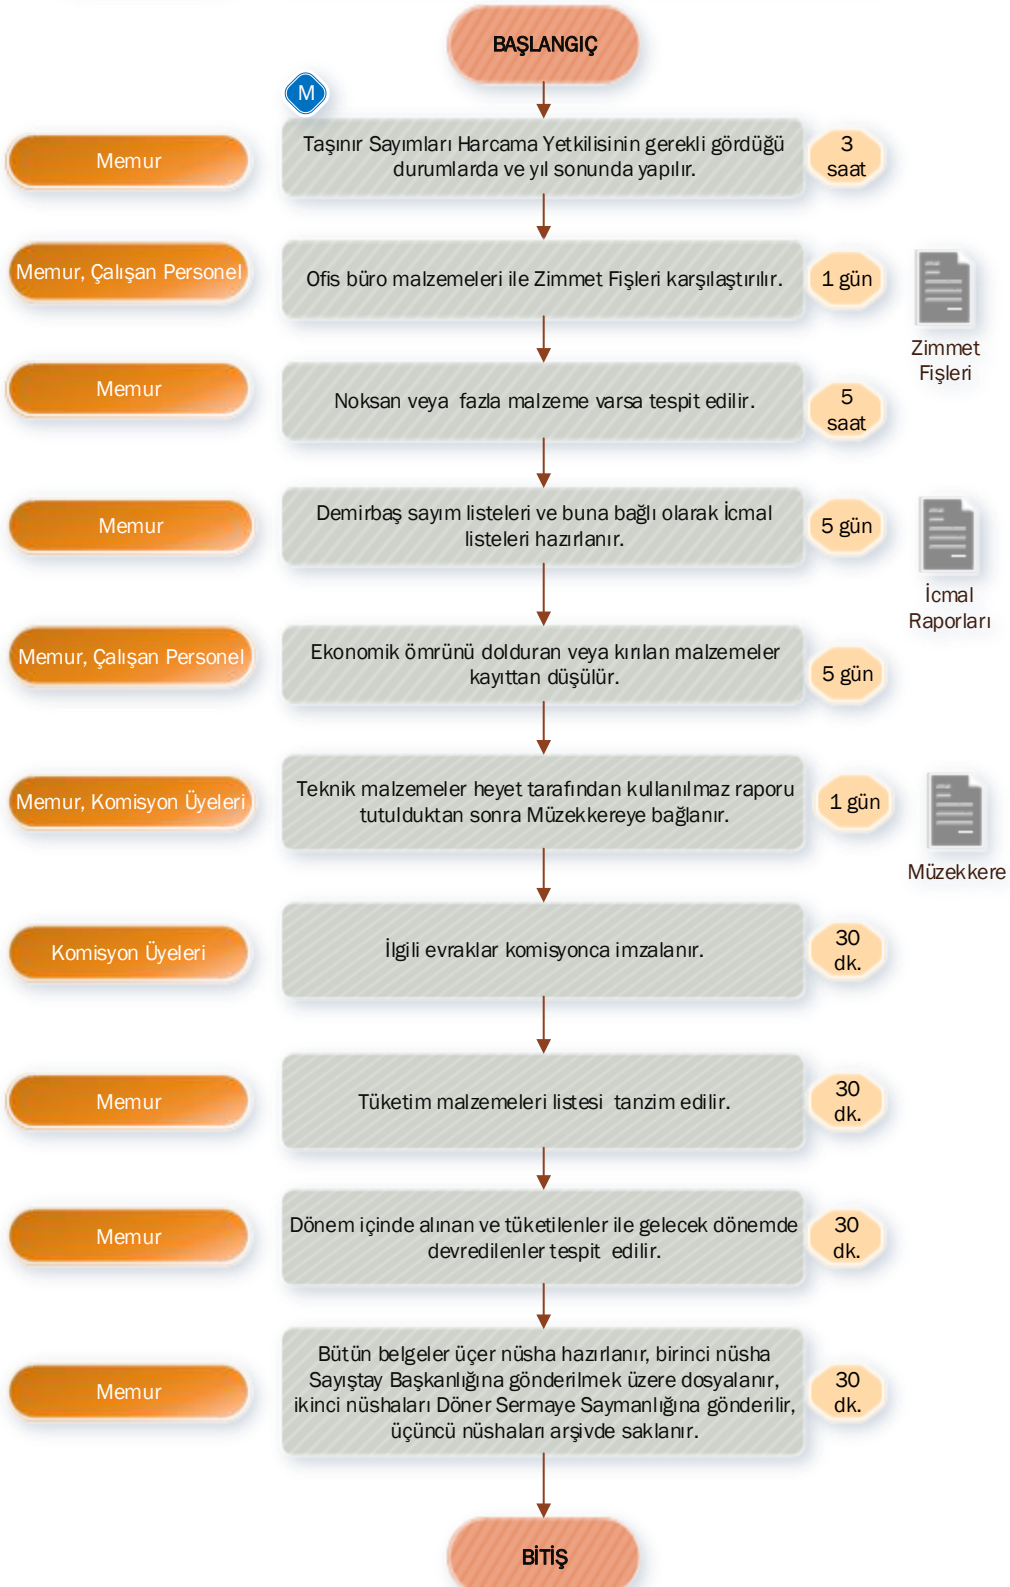 BAŞLANGIÇ
M
Memur
Taşınır Sayımları Harcama Yetkilisinin gerekli gördüğü
durumlarda ve yıl sonunda yapılır.
3
saat
Memur, Çalışan Personel
Ofis büro malzemeleri ile Zimmet Fişleri karşılaştırılır.
1 gün
Zimmet
Fişleri
Memur
Noksan veya fazla malzeme varsa tespit edilir.
5
saat
Memur
Demirbaş sayım listeleri ve buna bağlı olarak İcmal
listeleri hazırlanır.
5 gün
İcmal
Raporları
Memur, Çalışan Personel
Ekonomik ömrünü dolduran veya kırılan malzemeler
kayıttan düşülür.
5 gün
Memur, Komisyon Üyeleri
Teknik malzemeler heyet tarafından kullanılmaz raporu
tutulduktan sonra Müzekkereye bağlanır.
1 gün
Müzekkere
Komisyon Üyeleri
İlgili evraklar komisyonca imzalanır.
30
dk.
Memur
Tüketim malzemeleri listesi tanzim edilir.
30
dk.
Memur
Dönem içinde alınan ve tüketilenler ile gelecek dönemde
devredilenler tespit edilir.
30
dk.
Memur
Bütün belgeler üçer nüsha hazırlanır, birinci nüsha
Sayıştay Başkanlığına gönderilmek üzere dosyalanır,
ikinci nüshaları Döner Sermaye Saymanlığına gönderilir,
üçüncü nüshaları arşivde saklanır.
30
dk.
BİTİŞ